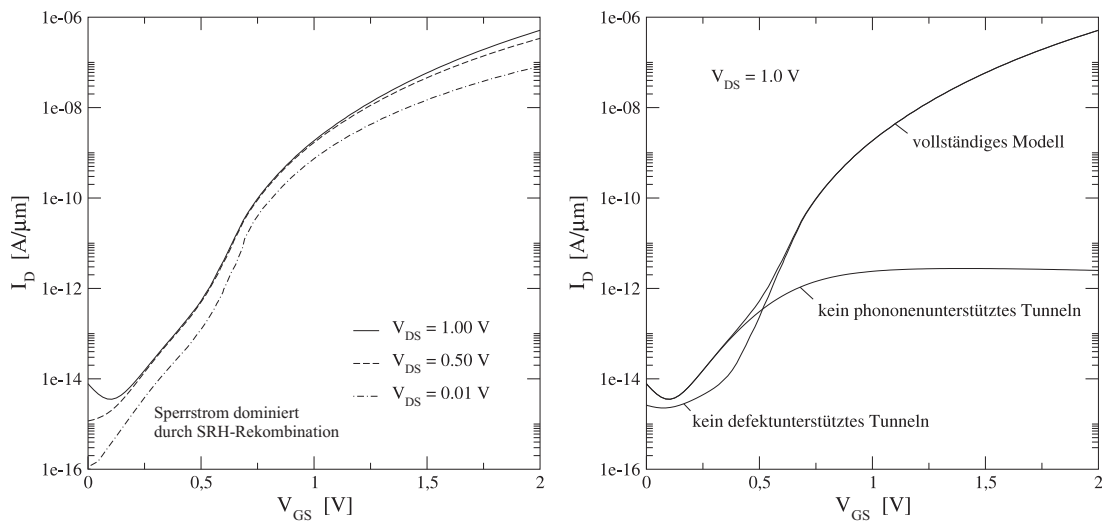 1e-06
1e-08
1e-10
1e-12
1e-14
1e-16
I_D [A/μm]
0
0,5
1
1,5
2
V_GS [V]
V_DS = 1.00 V
V_DS = 0.50 V
V_DS = 0.01 V
Sperrstrom dominiert
durch SRH-Rekombination
1e-06
1e-08
1e-10
1e-12
1e-14
1e-16
I_D [A/μm]
0
0,5
1
1,5
2
V_GS [V]
V_DS = 1.0 V
vollständiges Modell
kein phononenunterstütztes Tunneln
kein defektunterstütztes Tunneln